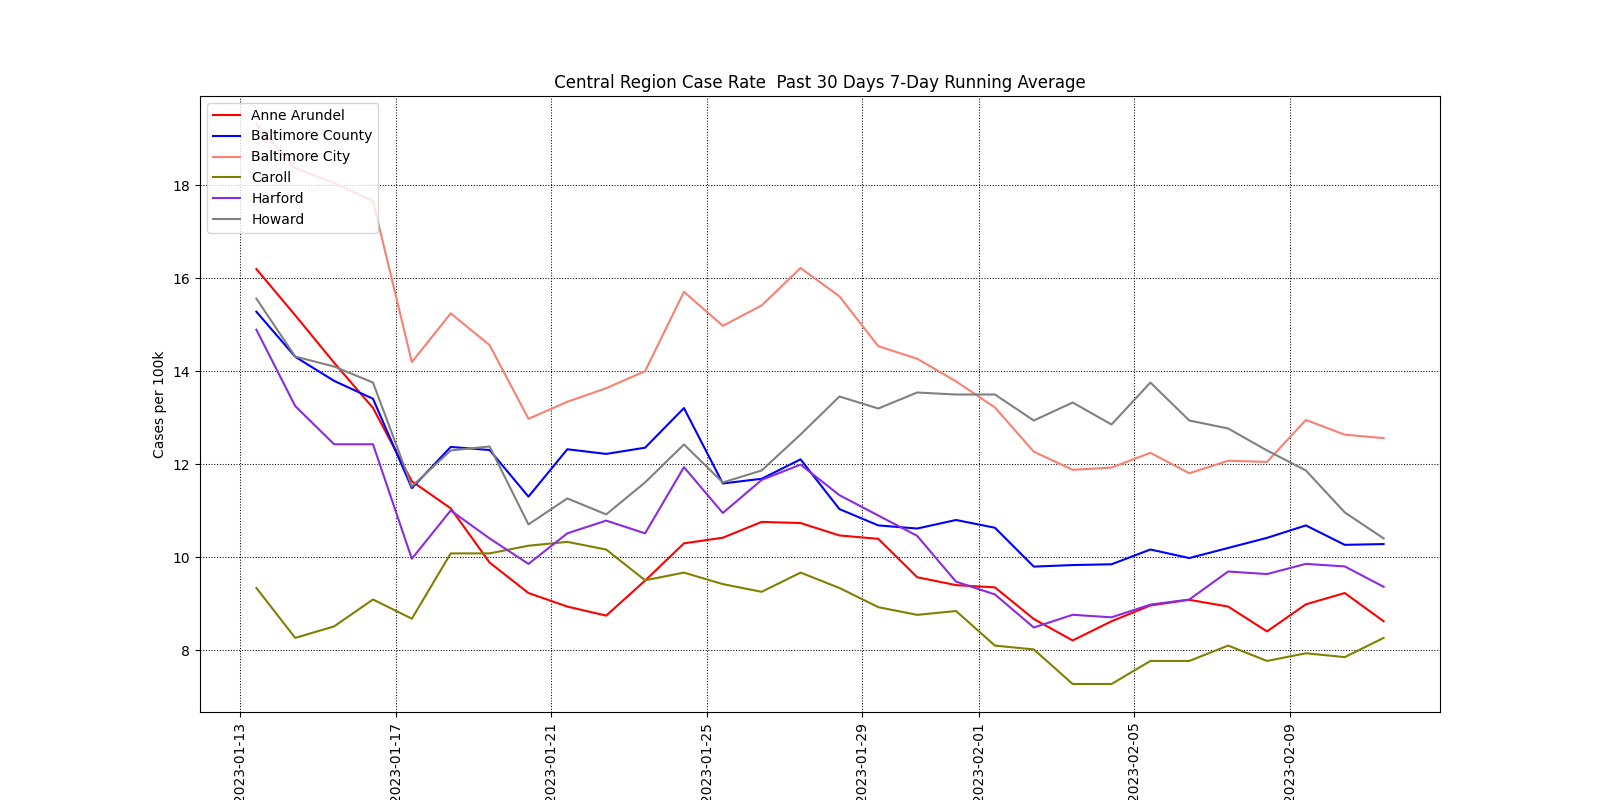 Central Region Case Rate  Past 30 Days 7-Day Running Average
Anne Arundel
Baltimore County
Baltimore City
Caroll
Harford
Howard
Cases per 100k
18
16
14
12
10
8
2023-01-13
2023-01-17
2023-01-21
2023-01-25
2023-01-29
2023-02-01
2023-02-05
2023-02-09